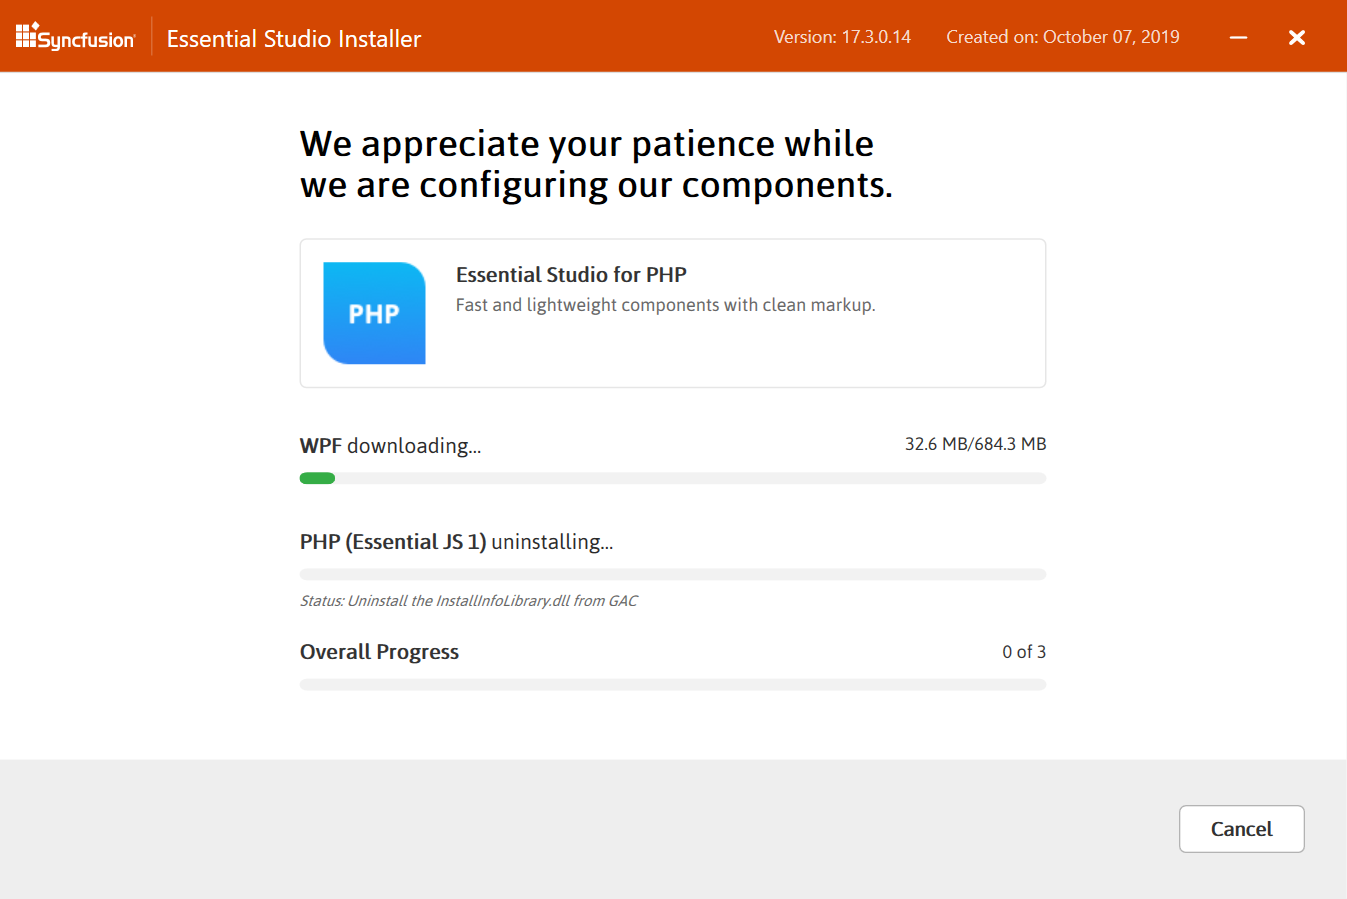 Syncfusion
Essential Studio Installer
Version: 17.3.0.14
Created on: October 07, 2019
We appreciate your patience while
we are configuring our components.
PHP
Essential Studio for PHP
Fast and lightweight components with clean markup.
WPF downloading...
32.6 MB/684.3 MB
PHP (Essential JS 1) uninstalling...
Status: Uninstall the InstallInfoLibrary.dll from GAC
Overall Progress
0 of 3
Cancel